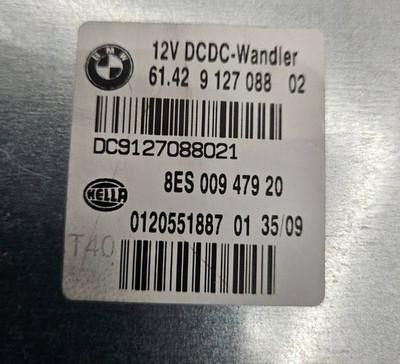 BMW
12V DCDC-Wandler
61.42 9 127 088 02
DC9127088021
8ES 009 479 20
HELLA
0120551887 01 35/09
T40